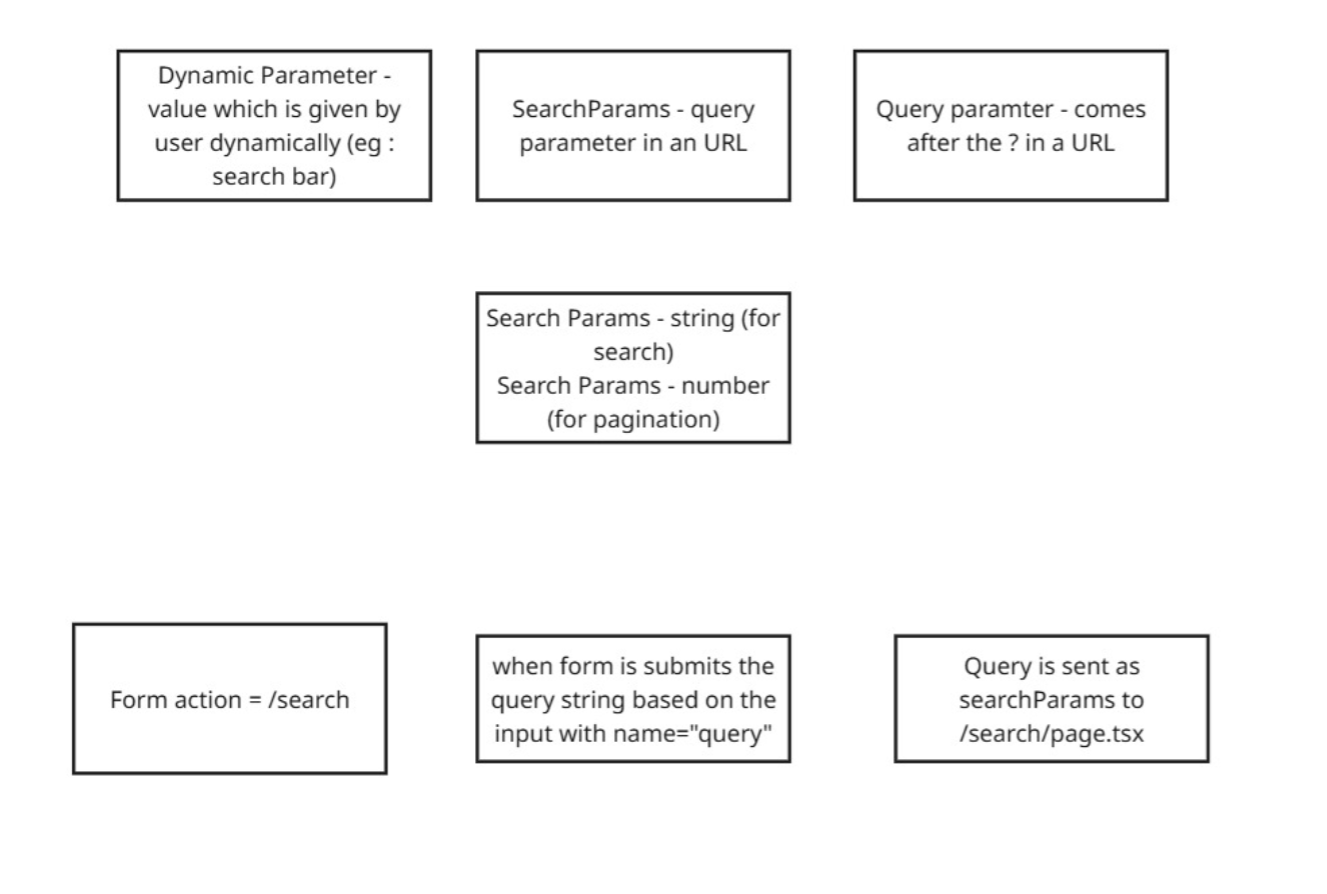 Dynamic Parameter -
value which is given by
user dynamically (eg :
search bar)
SearchParams - query
parameter in an URL
Query paramter - comes
after the ? in a URL
Search Params - string (for
search)
Search Params - number
(for pagination)
Form action = /search
when form is submits the
query string based on the
input with name="query"
Query is sent as
searchParams to
/search/page.tsx